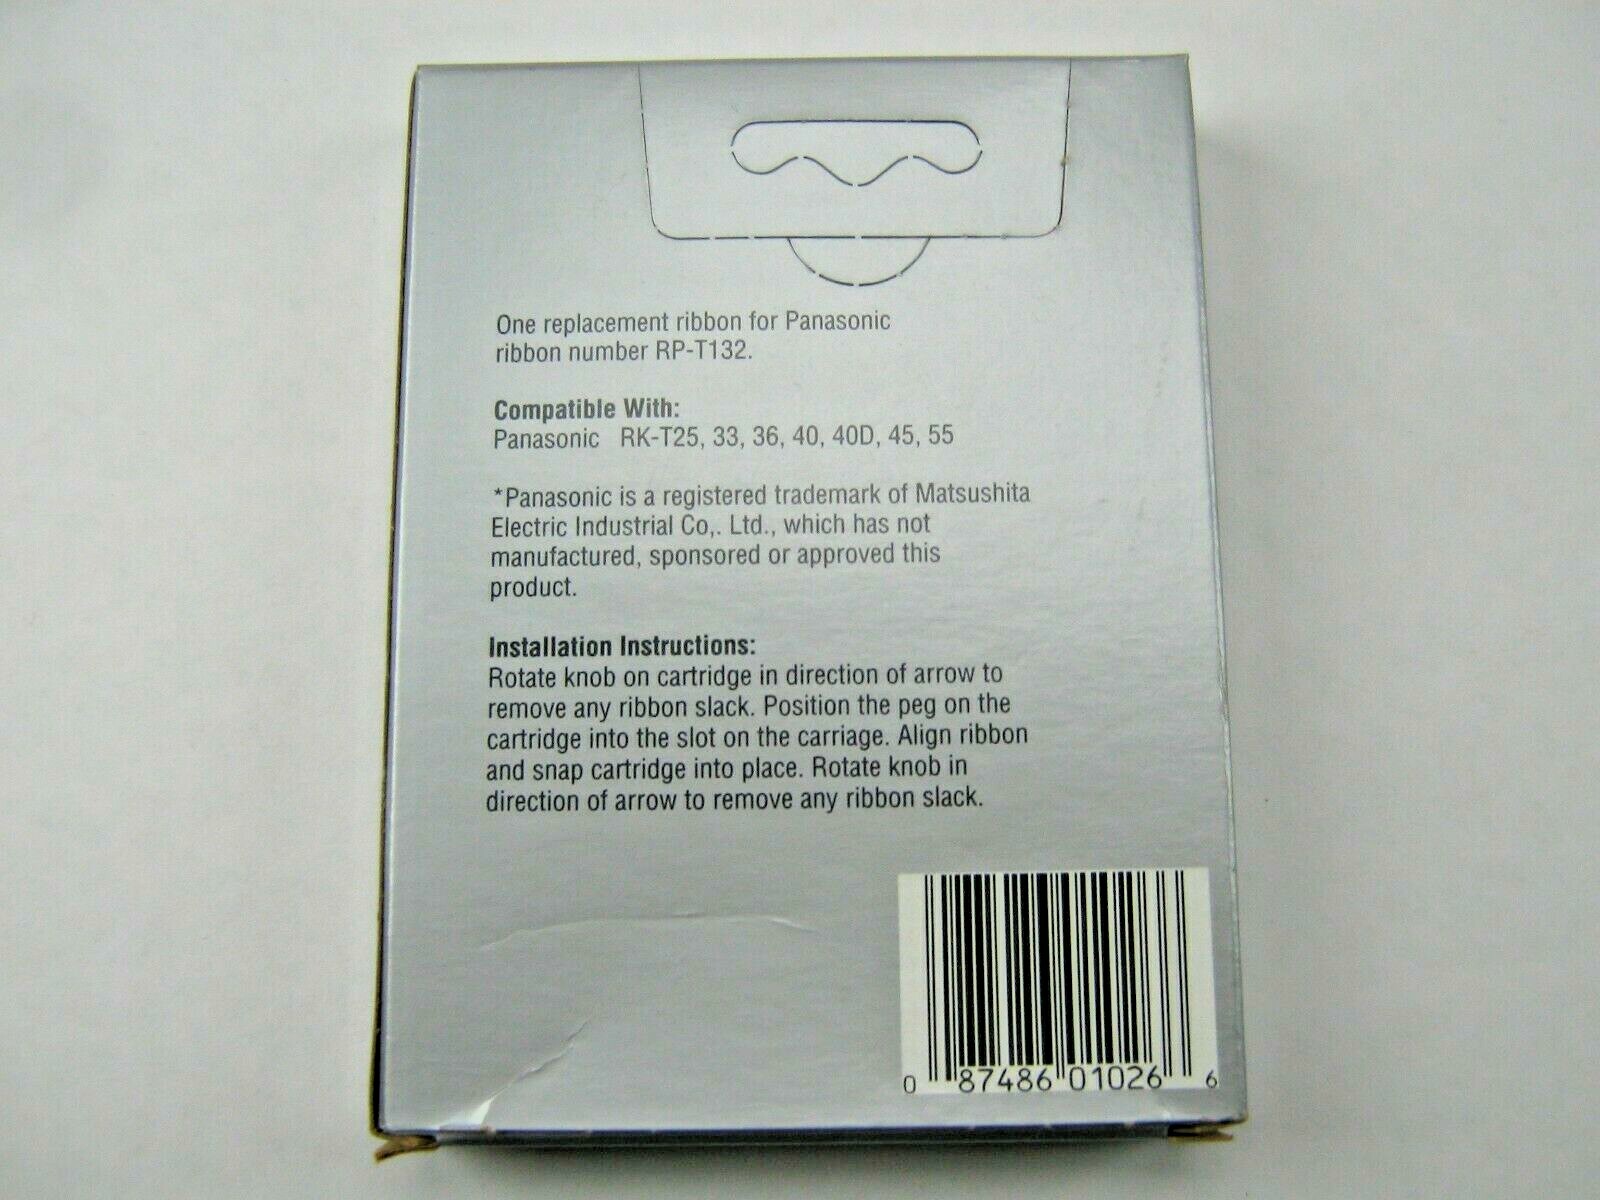 One replacement ribbon for Panasonic
ribbon number RP-T132.
Compatible With:
Panasonic RK-T25, 33, 36, 40, 40D, 45, 55
*Panasonic is a registered trademark of Matsushita
Electric Industrial Co,. Ltd., which has not
manufactured, sponsored or approved this
product.
Installation Instructions:
Rotate knob on cartridge in direction of arrow to
remove any ribbon slack. Position the peg on the
cartridge into the slot on the carriage. Align ribbon
and snap cartridge into place. Rotate knob in
direction of arrow to remove any ribbon slack.
0 87486 01026 6